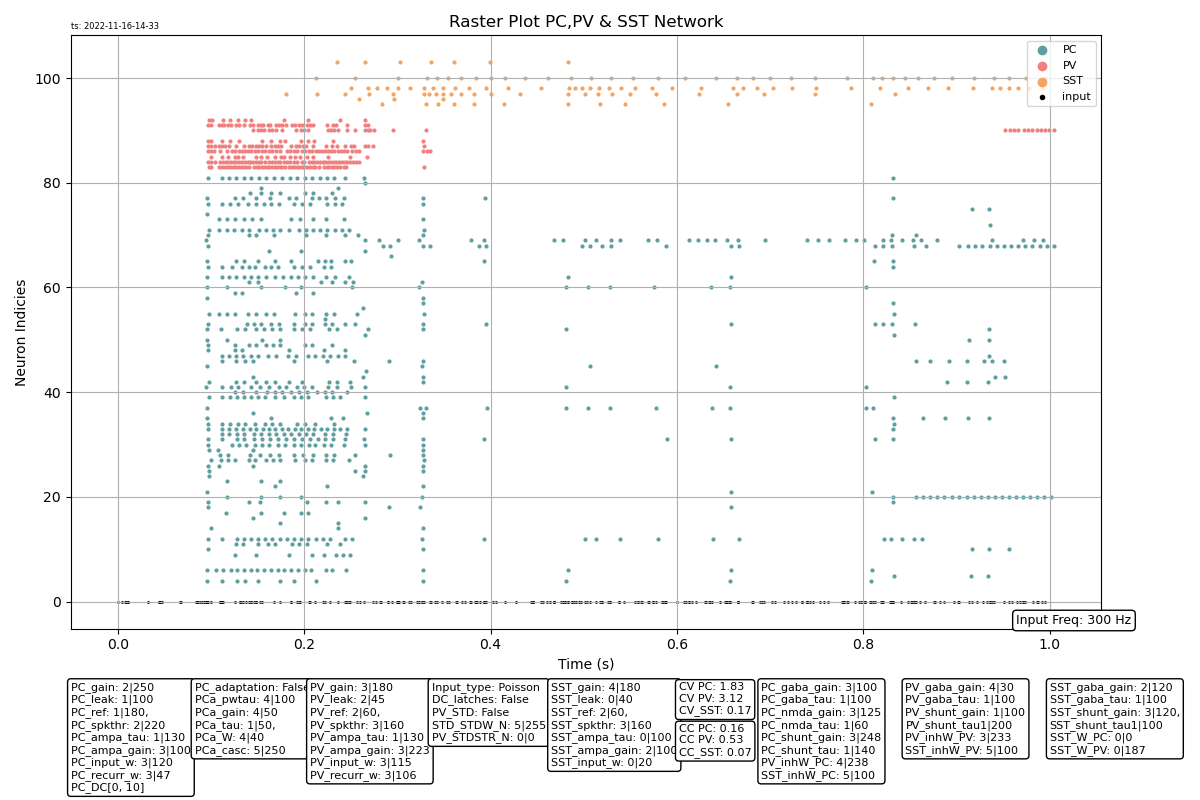 ts: 2022-11-16-14-33
Raster Plot PC,PV & SST Network
PC
PV
SST
input
Neuron Indicies
100
80
60
40
20
0
0.0
0.2
0.4
0.6
0.8
1.0
Input Freq: 300 Hz
Time (s)
PC_gain: 2|250
PC_leak: 1|100
PC_ref: 1|180,
PC_spkthr: 2|220
PC_ampa_tau: 1|130
PC_ampa_gain: 3|100
PC_input_w: 3|120
PC_recurr_w: 3|47
PC_DC[0, 10]
PC_adaptation: False
PCa_pwtau: 4|100
PCa_gain: 4|50
PCa_tau: 1|50,
PCa_W: 4|40
PCa_casc: 5|250
PV_gain: 3|180
PV_leak: 2|45
PV_ref: 2|60,
PV_spkthr: 3|160
PV_ampa_tau: 1|130
PV_ampa_gain: 3|223
PV_input_w: 3|115
PV_recurr_w: 3|106
Input_type: Poisson
DC_latches: False
PV_STD: False
STD_STDW_N: 5|255
PV_STDSTR_N: 0|0
SST_gain: 4|180
SST_leak: 0|40
SST_ref: 2|60,
SST_spkthr: 3|160
SST_ampa_tau: 0|100
SST_ampa_gain: 2|100
SST_input_w: 0|20
CV PC: 1.83
CV PV: 3.12
CV_SST: 0.17
CC PC: 0.16
CC PV: 0.53
CC_SST: 0.07
PC_gaba_gain: 3|100
PC_gaba_tau: 1|100
PC_nmda_gain: 3|125
PC_nmda_tau: 1|60
PC_shunt_gain: 3|248
PC_shunt_tau: 1|140
PV_inhW_PC: 4|238
SST_inhW_PC: 5|100
PV_gaba_gain: 4|30
PV_gaba_tau: 1|100
PV_shunt_gain: 1|100
PV_shunt_tau1|200
PV_inhW_PV: 3|233
SST_inhW_PV: 5|100
SST_gaba_gain: 2|120
SST_gaba_tau: 1|100
SST_shunt_gain: 3|120,
SST_shunt_tau1|100
SST_W_PC: 0|0
SST_W_PV: 0|187